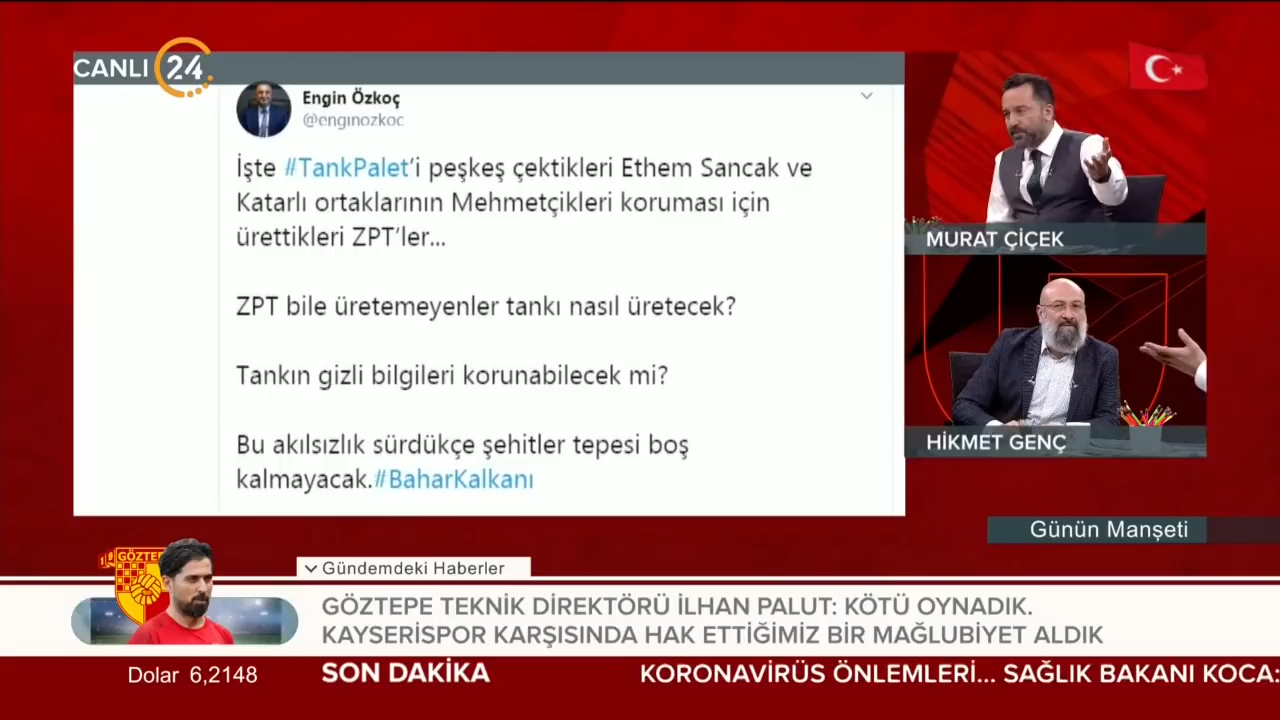 CANLI 24
Engin Özkoç
@enginozkoc
İşte #TankPalet'i peşkeş çektikleri Ethem Sancak ve
Katarlı ortaklarının Mehmetçikleri koruması için
ürettikleri ZPT'ler...
ZPT bile üretemeyenler tankı nasıl üretecek?
Tankın gizli bilgileri korunabilecek mi?
Bu akılsızlık sürdükçe şehitler tepesi boş
kalmayacak.#BaharKalkanı
MURAT ÇİÇEK
HİKMET GENÇ
Günün Manşeti
Gündemdeki Haberler
GÖZTEPE
GÖZTEPE TEKNİK DİREKTÖRÜ İLHAN PALUT: KÖTÜ OYNADIK.
KAYSERİSPOR KARŞISINDA HAK ETTİĞİMİZ BİR MAĞLUBİYET ALDIK
Dolar 6,2148
SON DAKİKA
KORONAVİRÜS ÖNLEMLERİ... SAĞLIK BAKANI KOCA: